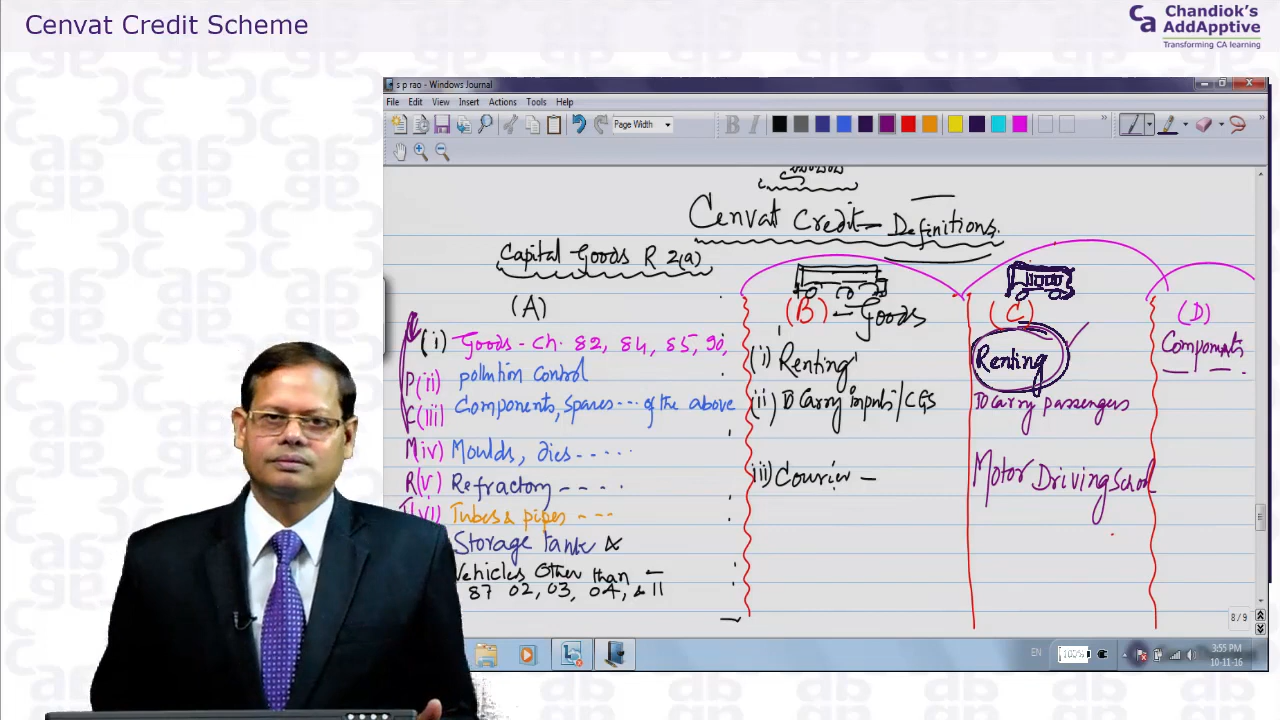 Cenvat Credit Scheme
Chandiok's
AddApptive
Transforming CA learning
s p rao - Windows Journal
File Edit View Insert Actions Tools Help
Page Width
Cenvat Credit - Definitions.
Capital Goods R 2(a)
(A)
(i) Goods - Ch. 82, 84, 85, 90,
P(ii) pollution control
C(iii) Components, Spares --- of the above
M(iv) Moulds, dies -----
R(v) Refractory ----
T(vi) Tubes & pipes ---
Storage tank &
Vehicles Other than -
87 02, 03, 04, & 11
(B) - Goods
(i) Renting
(ii) To Carry inputs/CGS
iii) Courier -
(C)
Renting
To Carry passengers
Motor Driving School
(D)
Components
8 / 9
EN
100%
3:55 PM
10-11-16